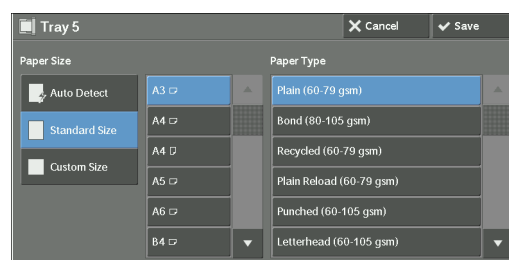 Tray 5
Cancel
Save
Paper Size
Paper Type
Auto Detect
Standard Size
Custom Size
A3
A4
A4
A5
A6
B4
Plain (60-79 gsm)
Bond (80-105 gsm)
Recycled (60-79 gsm)
Plain Reload (60-79 gsm)
Punched (60-105 gsm)
Letterhead (60-105 gsm)